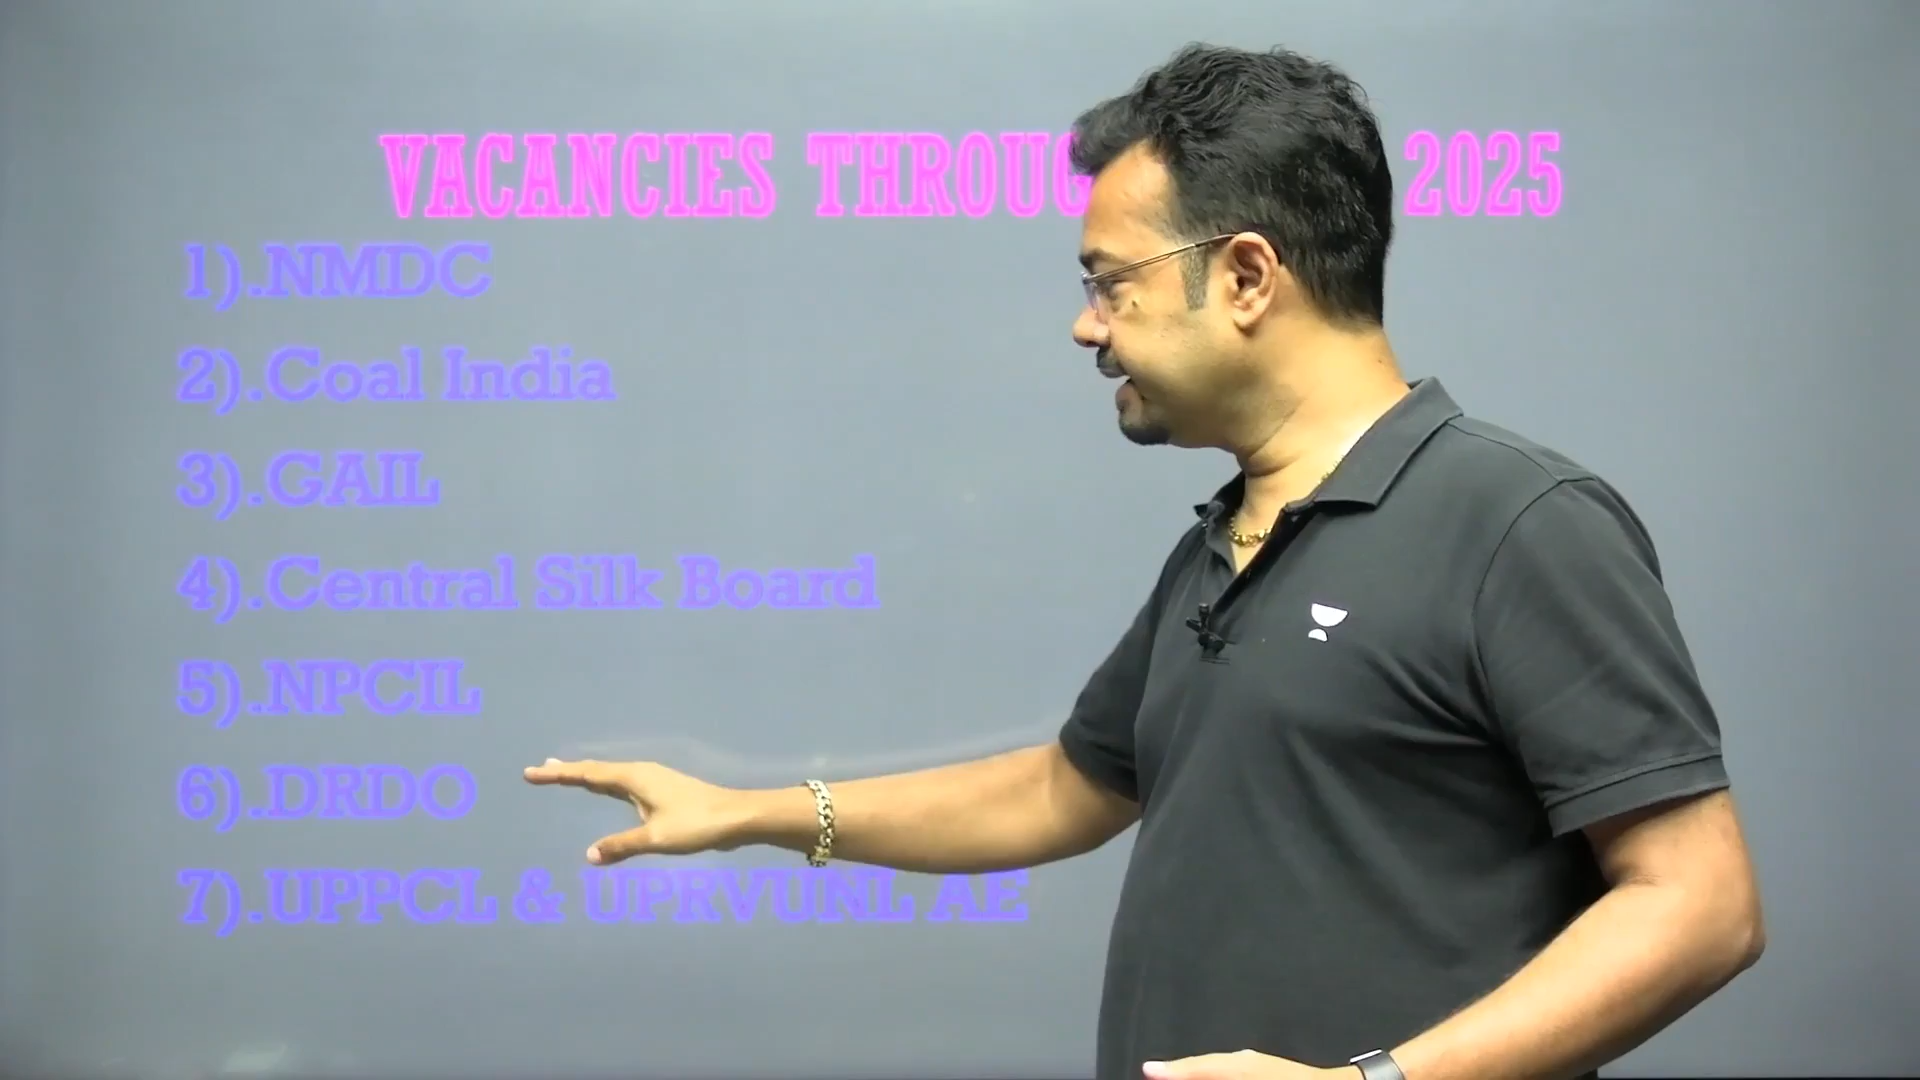 VACANCIES THROUG 2025
1).NMDC
2).Coal India
3).GAIL
4).Central Silk Board
5).NPCIL
6).DRDO
7).UPPCL & UPRVUNL AE